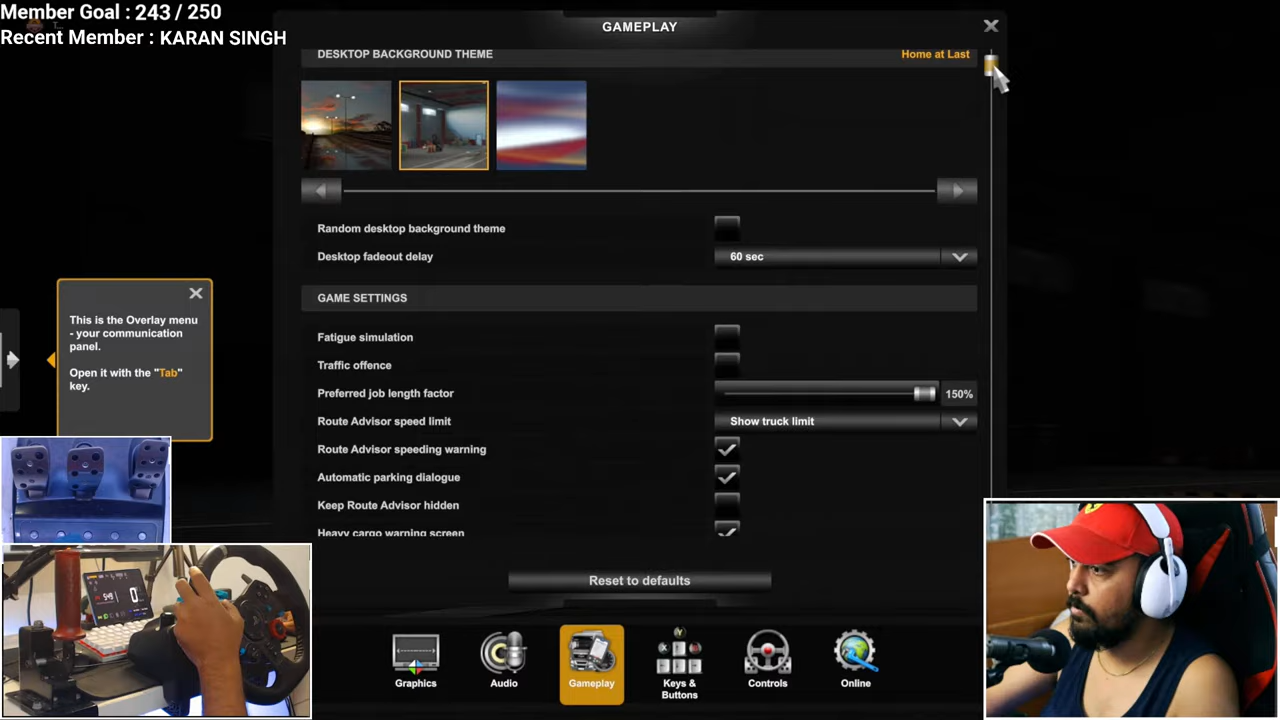 Member Goal : 243 / 250
Recent Member : KARAN SINGH
GAMEPLAY
DESKTOP BACKGROUND THEME
Home at Last
Random desktop background theme
Desktop fadeout delay
60 sec
GAME SETTINGS
Fatigue simulation
Traffic offence
Preferred job length factor
150%
Route Advisor speed limit
Show truck limit
Route Advisor speeding warning
Automatic parking dialogue
Keep Route Advisor hidden
Heavy cargo warning screen
Reset to defaults
This is the Overlay menu
- your communication
panel.
Open it with the "Tab"
key.
Graphics
Audio
Gameplay
Keys &
Buttons
Controls
Online